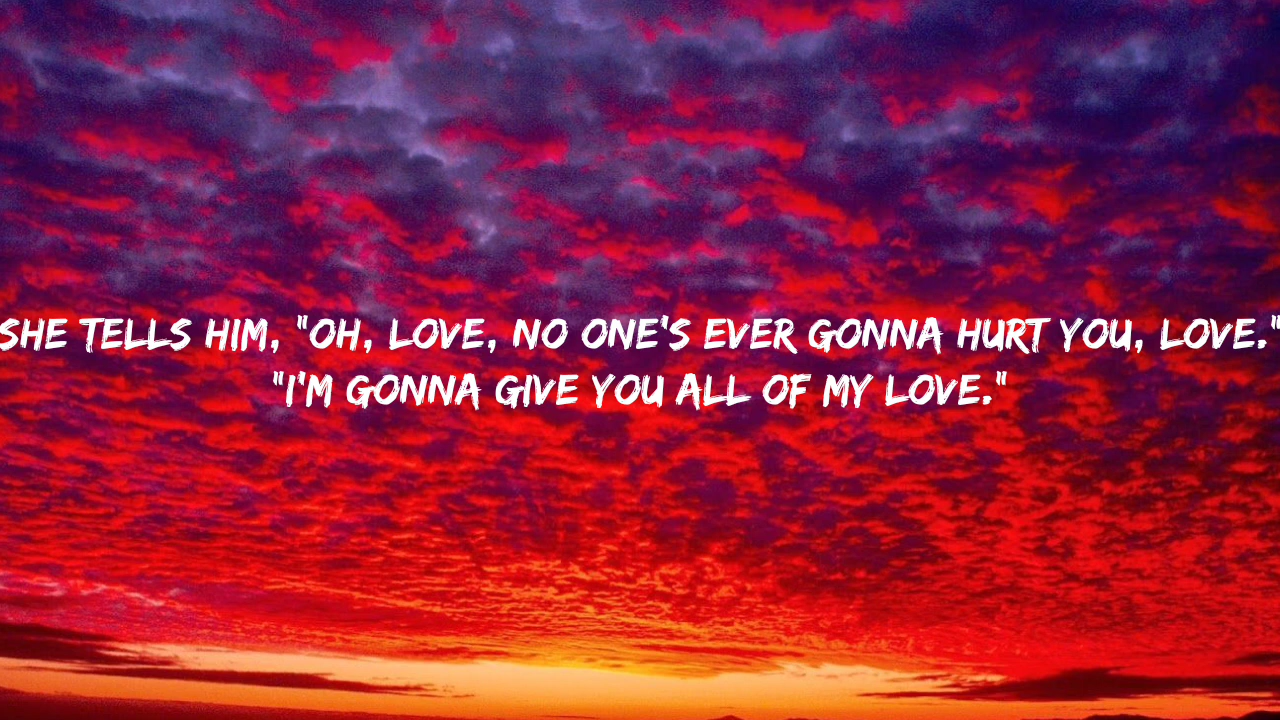 SHE TELLS HIM, "OH, LOVE, NO ONE'S EVER GONNA HURT YOU, LOVE."
"I'M GONNA GIVE YOU ALL OF MY LOVE."